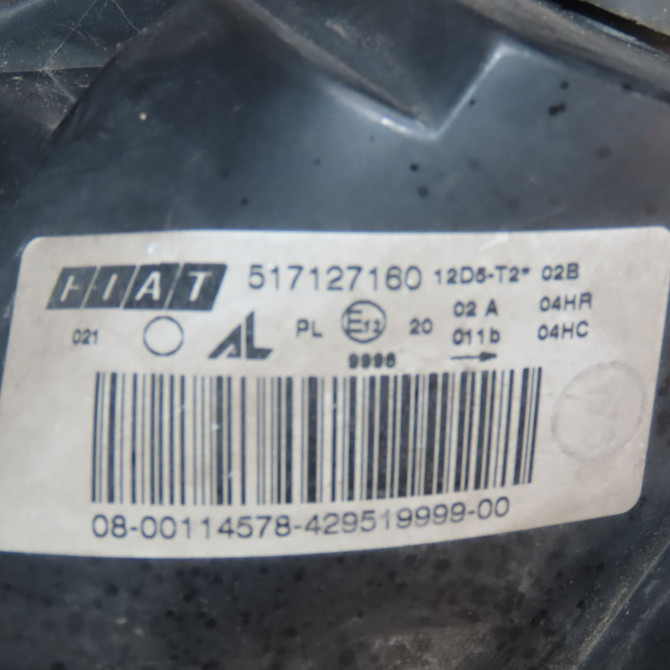 FIAT 517127160 12D5-T2* 02B
021 AL PL E13 20 02 A 04HR
9996 011b 04HC
08-00114578-429519999-00